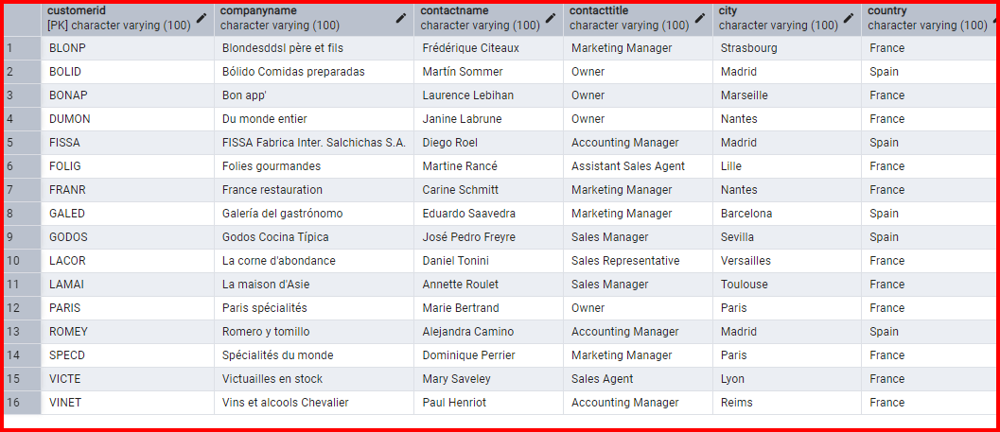 customerid companyname contactname contacttitle city country
[PK] character varying (100) character varying (100) character varying (100) character varying (100) character varying (100) character varying (100)
1 BLONP Blondesddsl père et fils Frédérique Citeaux Marketing Manager Strasbourg France
2 BOLID Bólido Comidas preparadas Martín Sommer Owner Madrid Spain
3 BONAP Bon app' Laurence Lebihan Owner Marseille France
4 DUMON Du monde entier Janine Labrune Owner Nantes France
5 FISSA FISSA Fabrica Inter. Salchichas S.A. Diego Roel Accounting Manager Madrid Spain
6 FOLIG Folies gourmandes Martine Rancé Assistant Sales Agent Lille France
7 FRANR France restauration Carine Schmitt Marketing Manager Nantes France
8 GALED Galería del gastrónomo Eduardo Saavedra Marketing Manager Barcelona Spain
9 GODOS Godos Cocina Típica José Pedro Freyre Sales Manager Sevilla Spain
10 LACOR La corne d'abondance Daniel Tonini Sales Representative Versailles France
11 LAMAI La maison d'Asie Annette Roulet Sales Manager Toulouse France
12 PARIS Paris spécialités Marie Bertrand Owner Paris France
13 ROMEY Romero y tomillo Alejandra Camino Accounting Manager Madrid Spain
14 SPECD Spécialités du monde Dominique Perrier Marketing Manager Paris France
15 VICTE Victuailles en stock Mary Saveley Sales Agent Lyon France
16 VINET Vins et alcools Chevalier Paul Henriot Accounting Manager Reims France